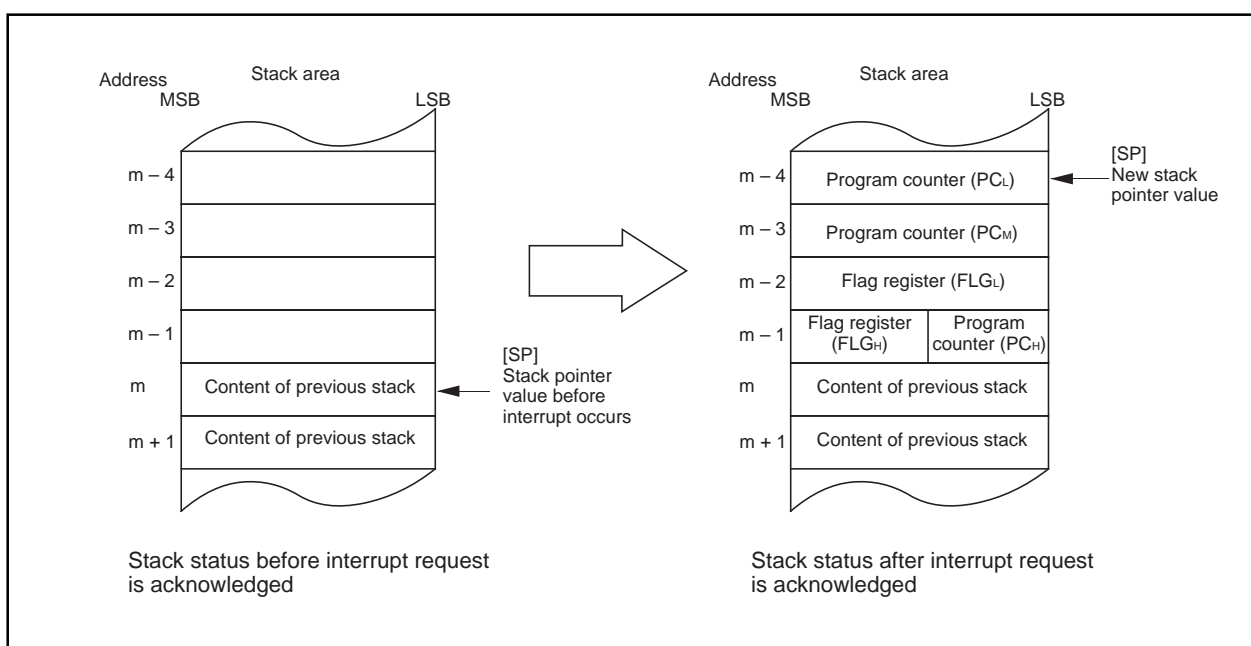 Address
Stack area
MSB
LSB
m – 4
m – 3
m – 2
m – 1
m
Content of previous stack
m + 1
Content of previous stack
[SP]
Stack pointer
value before
interrupt occurs
Stack status before interrupt request
is acknowledged
Address
Stack area
MSB
LSB
m – 4
Program counter (PCL)
[SP]
New stack
pointer value
m – 3
Program counter (PCM)
m – 2
Flag register (FLGL)
m – 1
Flag register
(FLGH)
Program
counter (PCH)
m
Content of previous stack
m + 1
Content of previous stack
Stack status after interrupt request
is acknowledged